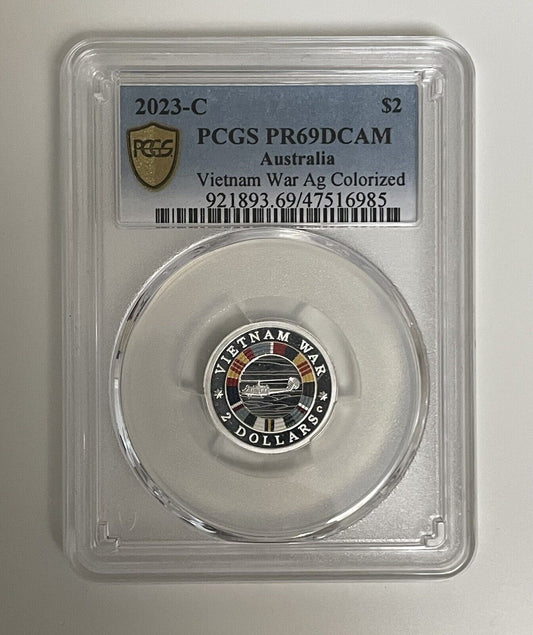 2023-C $2
PCGS
PCGS PR69DCAM
Australia
Vietnam War Ag Colorized
921893.69/47516985
VIETNAM WAR
2 DOLLARS
C